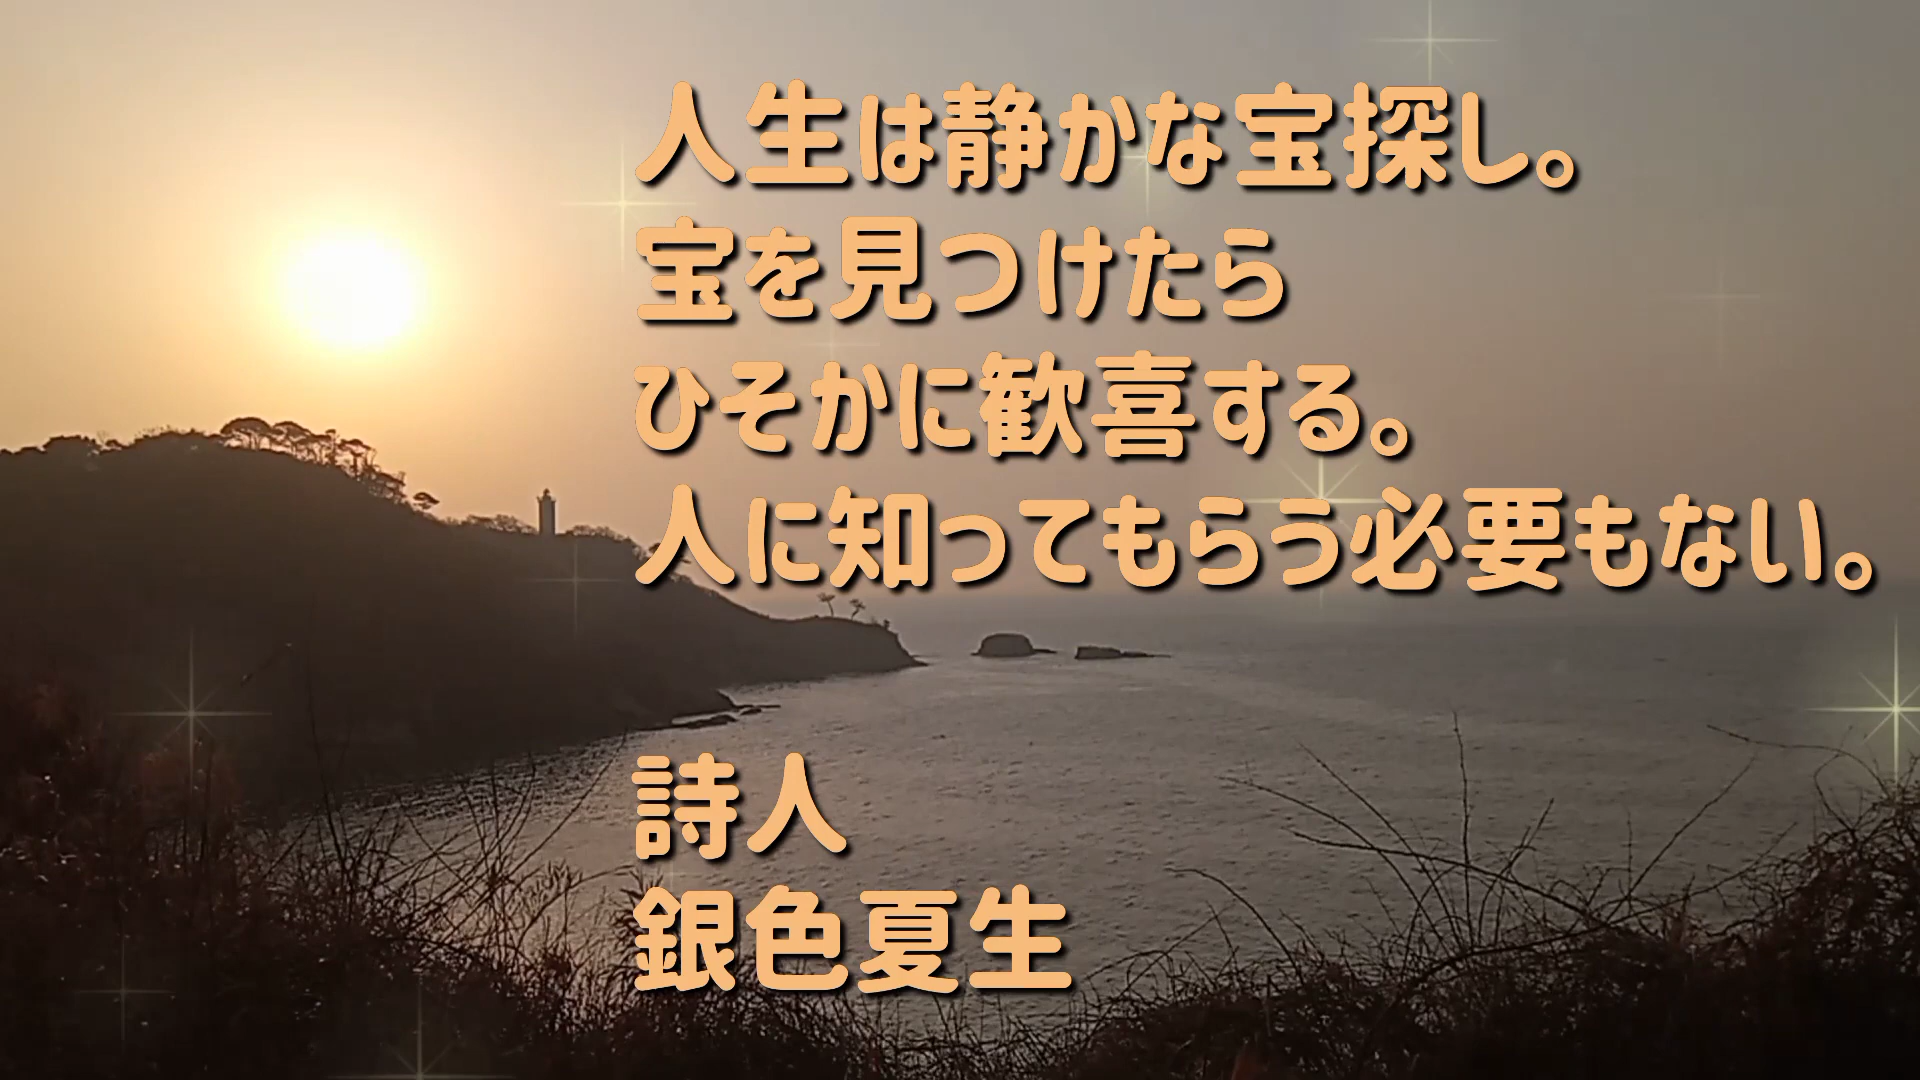 人生は静かな宝探し。
宝を見つけたら
ひそかに歓喜する。
人に知ってもらう必要もない。
詩人
銀色夏生